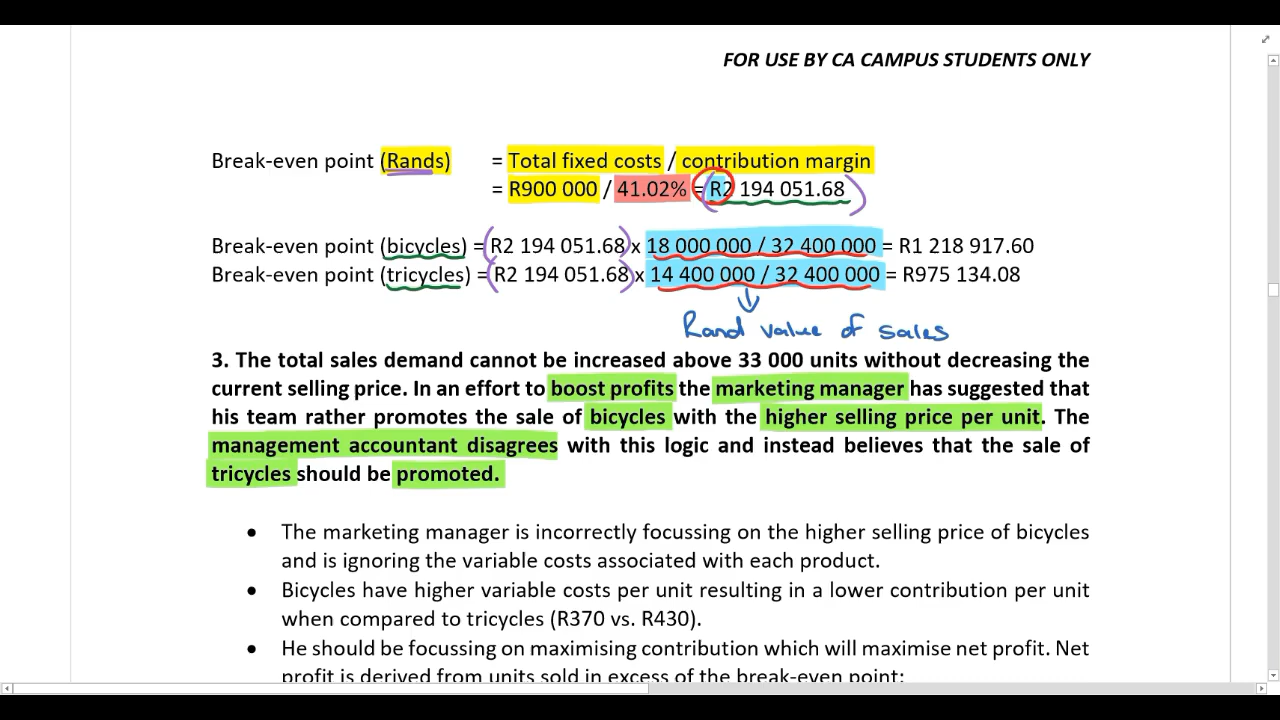 FOR USE BY CA CAMPUS STUDENTS ONLY
Break-even point (Rands) = Total fixed costs / contribution margin
= R900 000 / 41.02% = R2 194 051.68
Break-even point (bicycles) = R2 194 051.68 x 18 000 000 / 32 400 000 = R1 218 917.60
Break-even point (tricycles) = R2 194 051.68 x 14 400 000 / 32 400 000 = R975 134.08
Rand value of sales
3. The total sales demand cannot be increased above 33 000 units without decreasing the
current selling price. In an effort to boost profits the marketing manager has suggested that
his team rather promotes the sale of bicycles with the higher selling price per unit. The
management accountant disagrees with this logic and instead believes that the sale of
tricycles should be promoted.
• The marketing manager is incorrectly focussing on the higher selling price of bicycles
and is ignoring the variable costs associated with each product.
• Bicycles have higher variable costs per unit resulting in a lower contribution per unit
when compared to tricycles (R370 vs. R430).
• He should be focussing on maximising contribution which will maximise net profit. Net
profit is derived from units sold in excess of the break-even point: